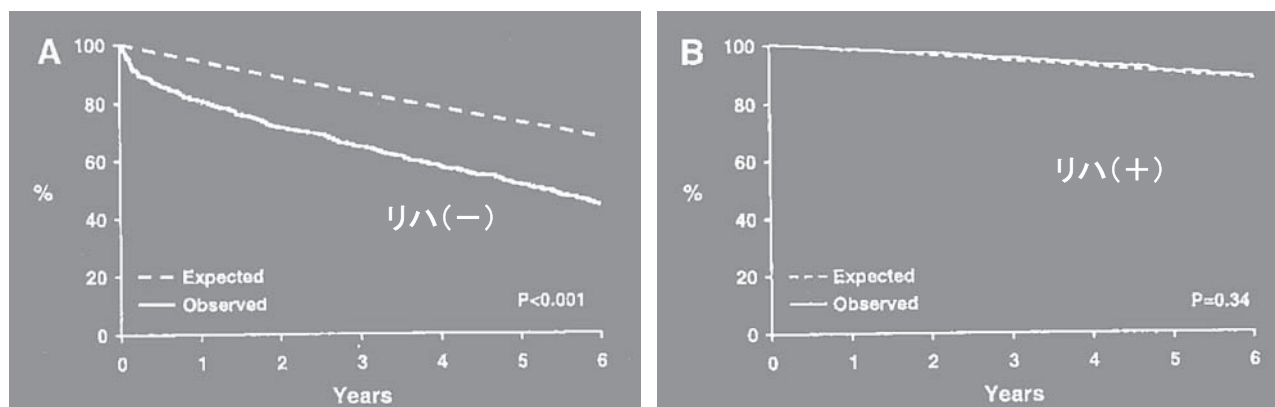 A
100
80
60
%
40
20
0
リハ（－）
Expected
Observed
P<0.001
0 1 2 3 4 5 6
Years
B
100
80
60
%
40
20
0
リハ（＋）
Expected
Observed
P=0.34
0 1 2 3 4 5 6
Years